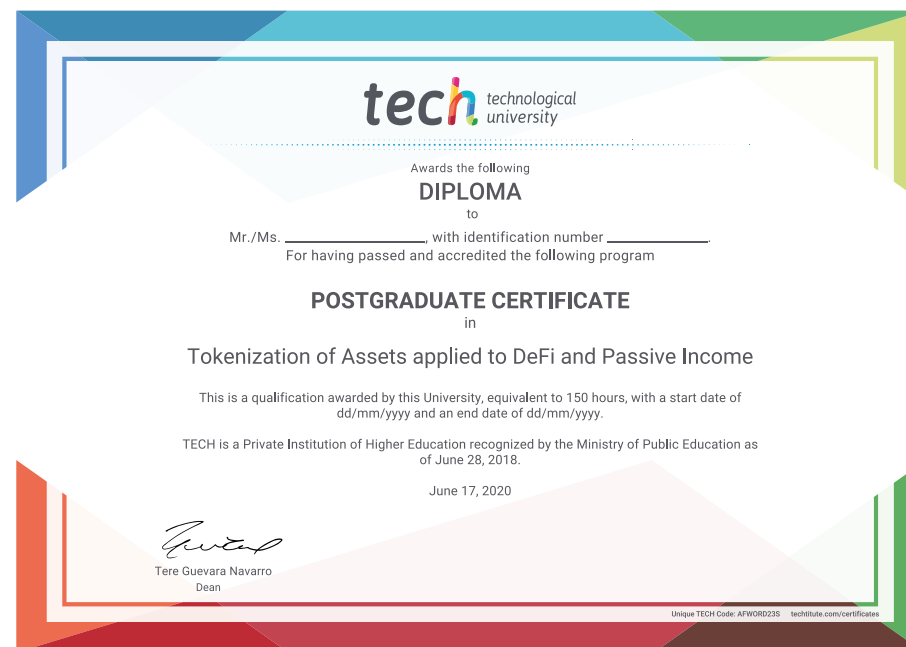 tech technological
university
Awards the following
DIPLOMA
to
Mr./Ms. ____________________, with identification number ______________.
For having passed and accredited the following program
POSTGRADUATE CERTIFICATE
in
Tokenization of Assets applied to DeFi and Passive Income
This is a qualification awarded by this University, equivalent to 150 hours, with a start date of
dd/mm/yyyy and an end date of dd/mm/yyyy.
TECH is a Private Institution of Higher Education recognized by the Ministry of Public Education as
of June 28, 2018.
June 17, 2020
Tere Guevara Navarro
Dean
Unique TECH Code: AFWORD23S techtitute.com/certificates